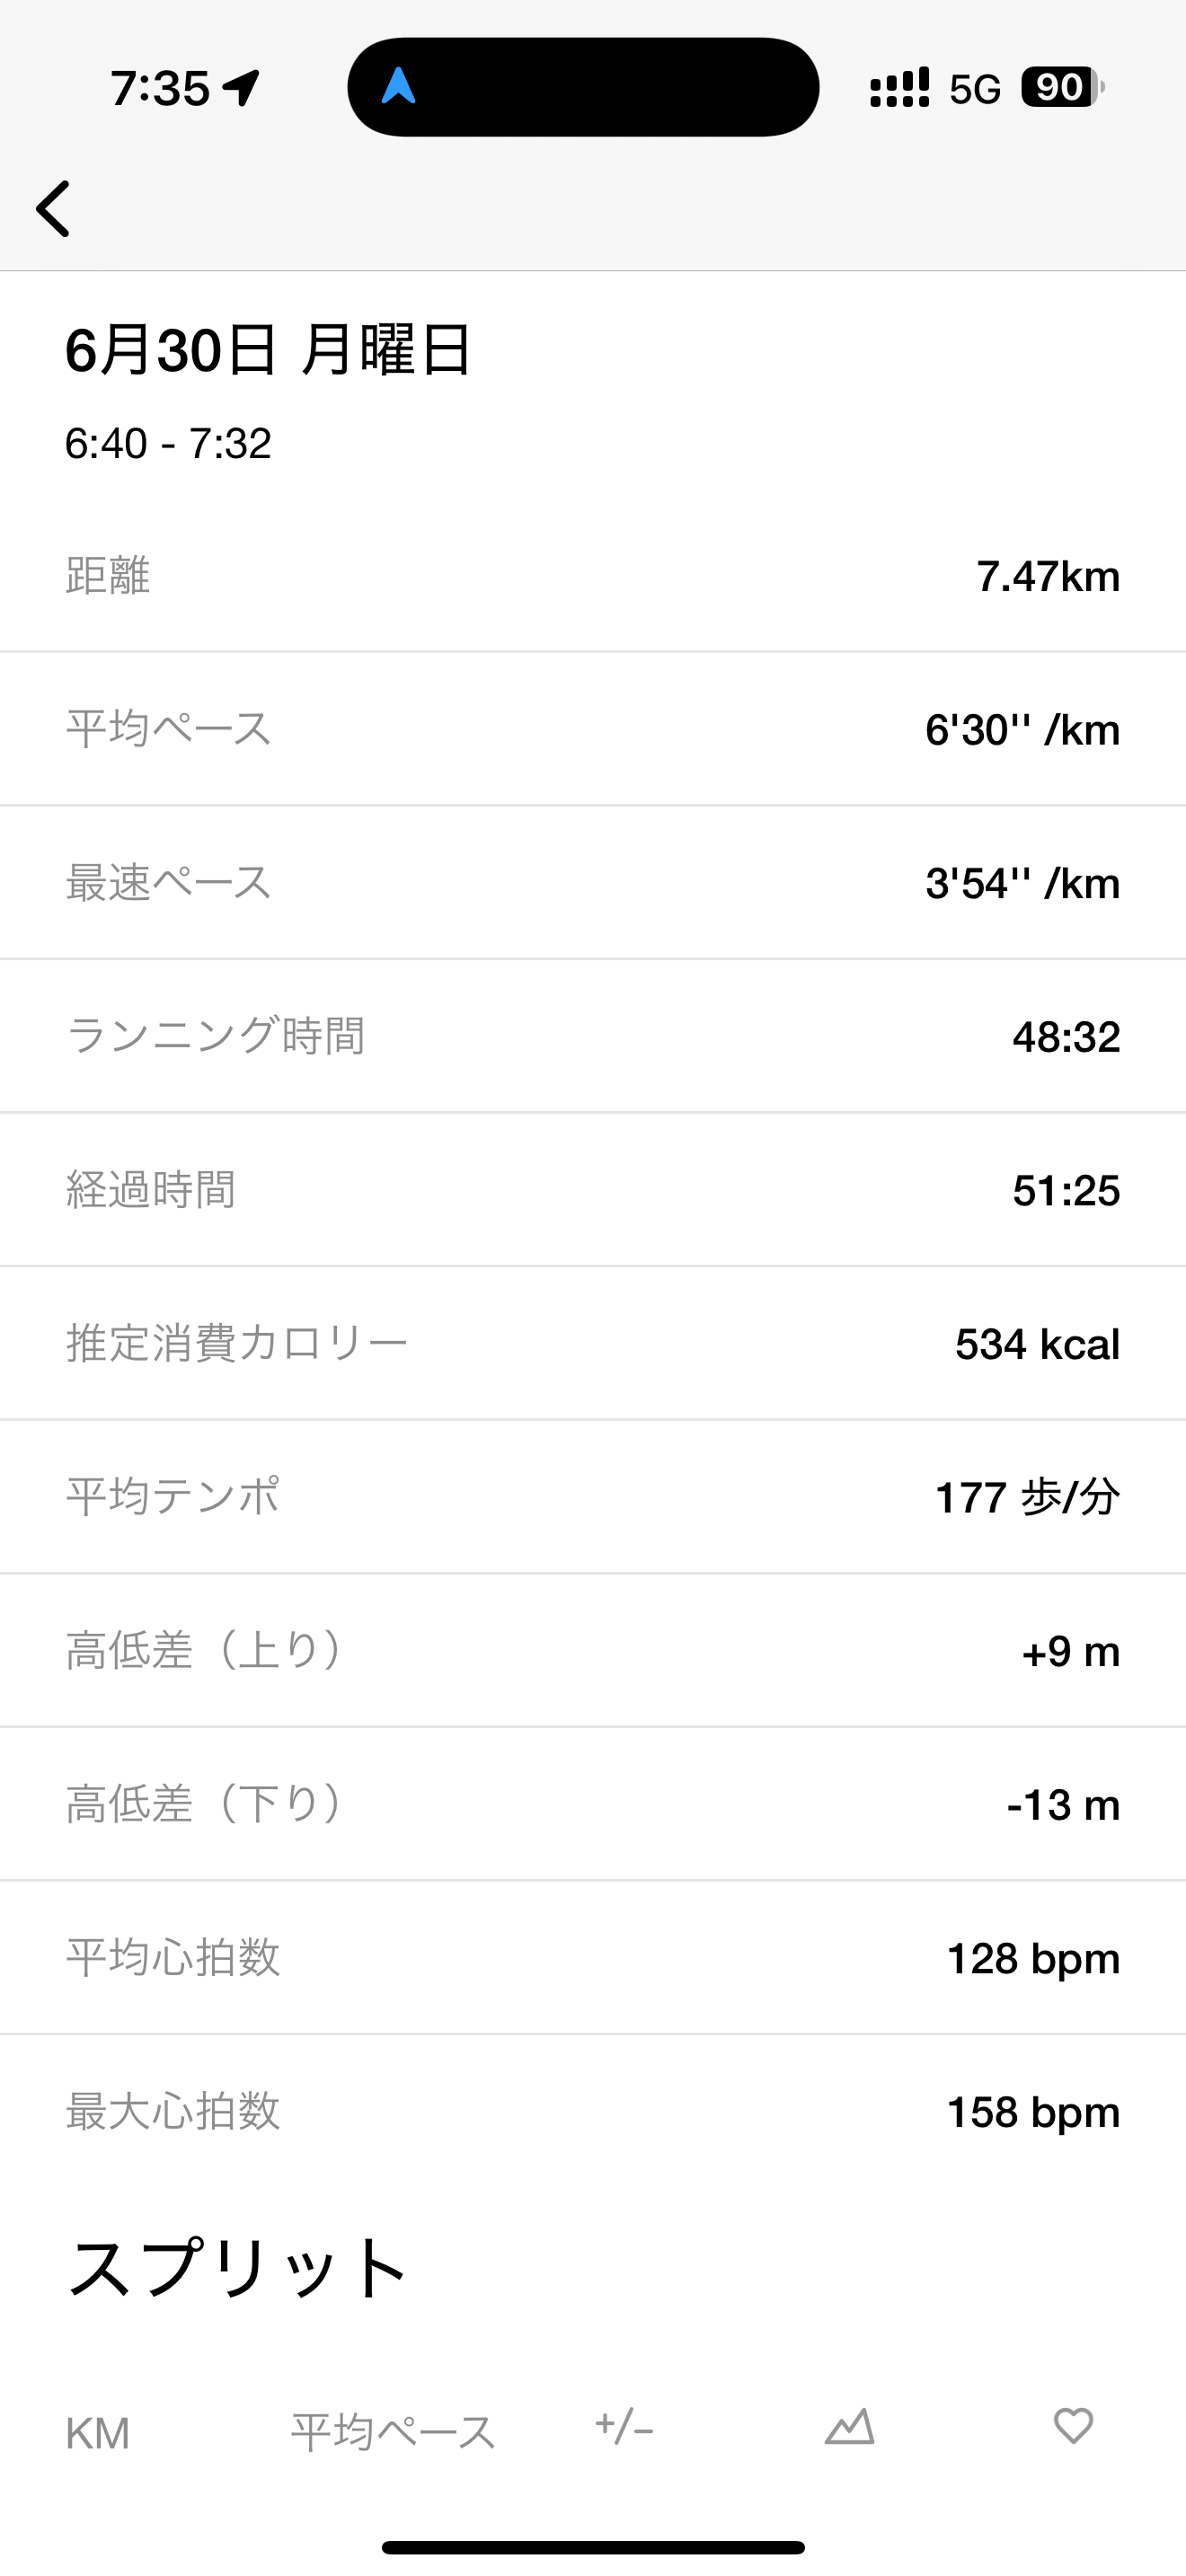 7:35 5G 90
6月30日 月曜日
6:40 - 7:32
距離 7.47km
平均ペース 6'30'' /km
最速ペース 3'54'' /km
ランニング時間 48:32
経過時間 51:25
推定消費カロリー 534 kcal
平均テンポ 177 歩/分
高低差（上り） +9 m
高低差（下り） -13 m
平均心拍数 128 bpm
最大心拍数 158 bpm
スプリット
KM 平均ペース +/-